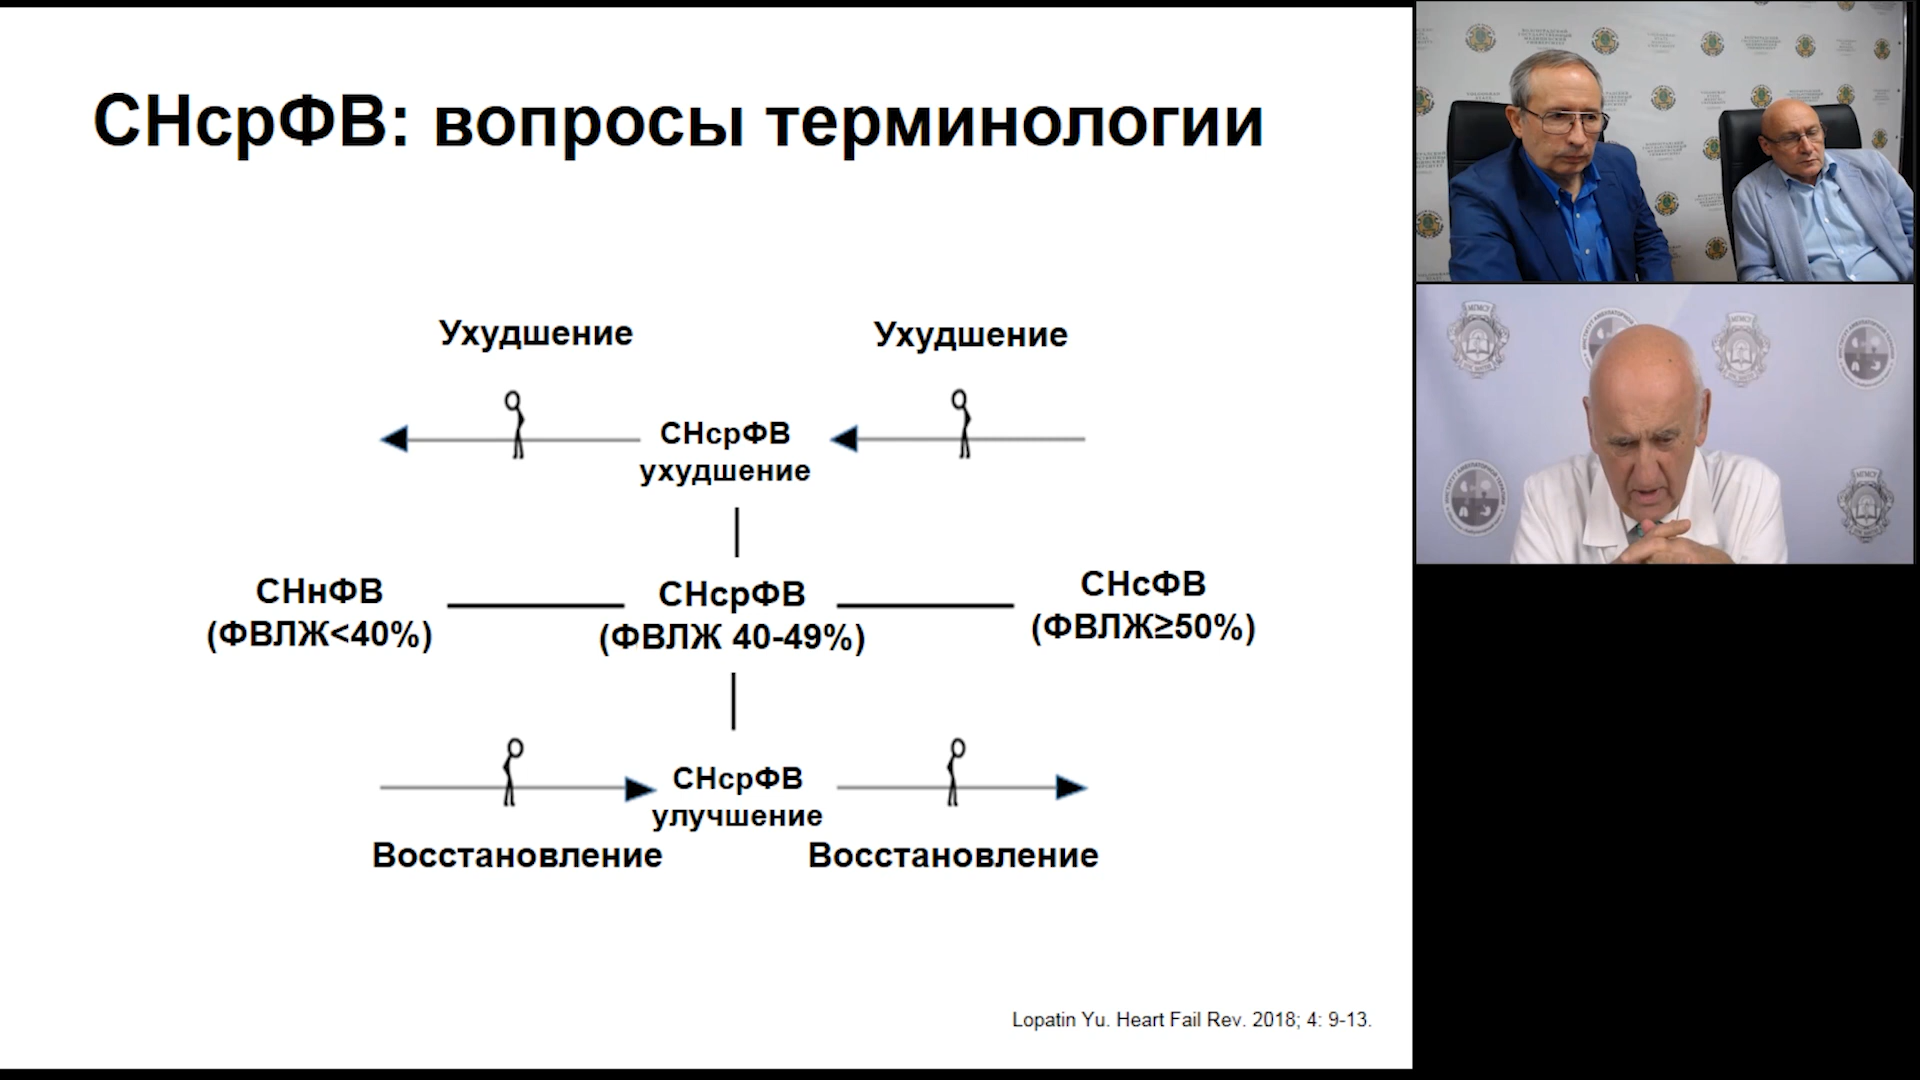 СНсрФВ: вопросы терминологии
Ухудшение
Ухудшение
СНсрФВ
ухудшение
СНнФВ
(ФВЛЖ<40%)
СНсрФВ
(ФВЛЖ 40-49%)
СНсФВ
(ФВЛЖ≥50%)
СНсрФВ
улучшение
Восстановление
Восстановление
Lopatin Yu. Heart Fail Rev. 2018; 4: 9-13.